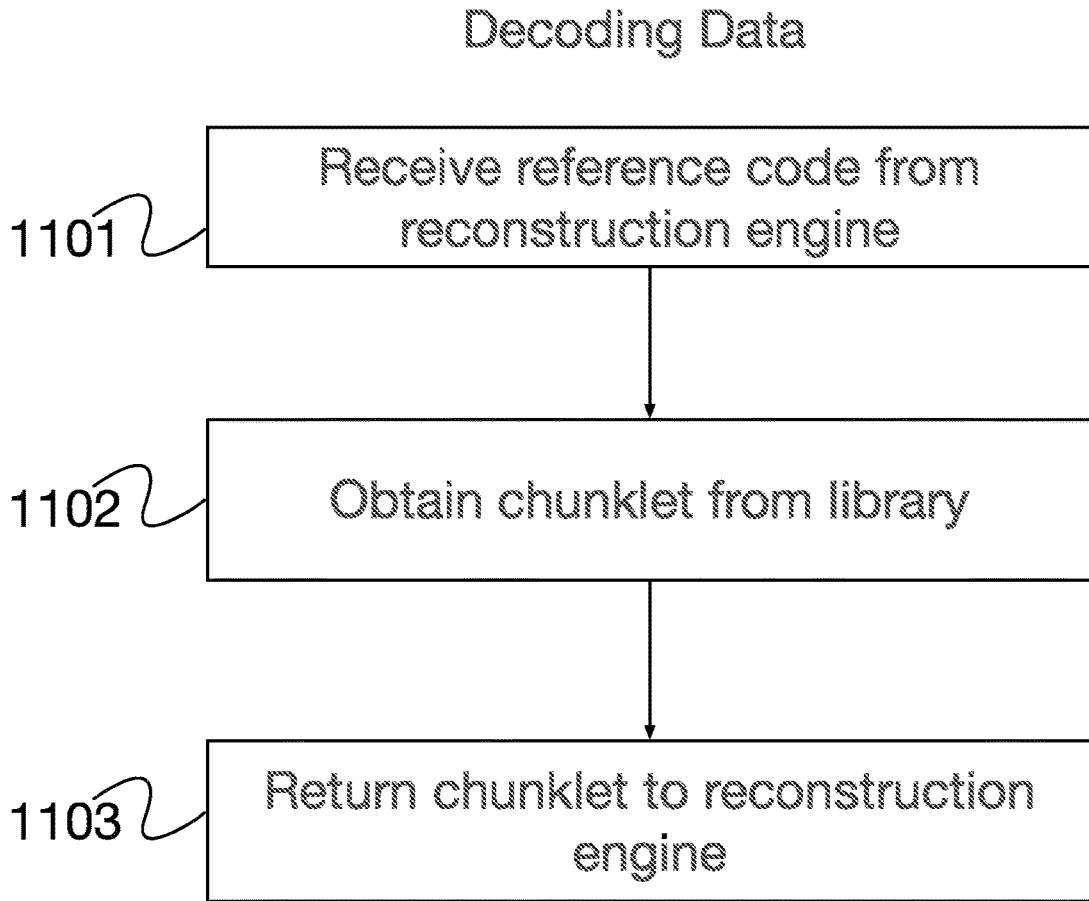 Decoding Data
Receive reference code from
reconstruction engine
1101
Obtain chunklet from library
1102
Return chunklet to reconstruction
engine
1103